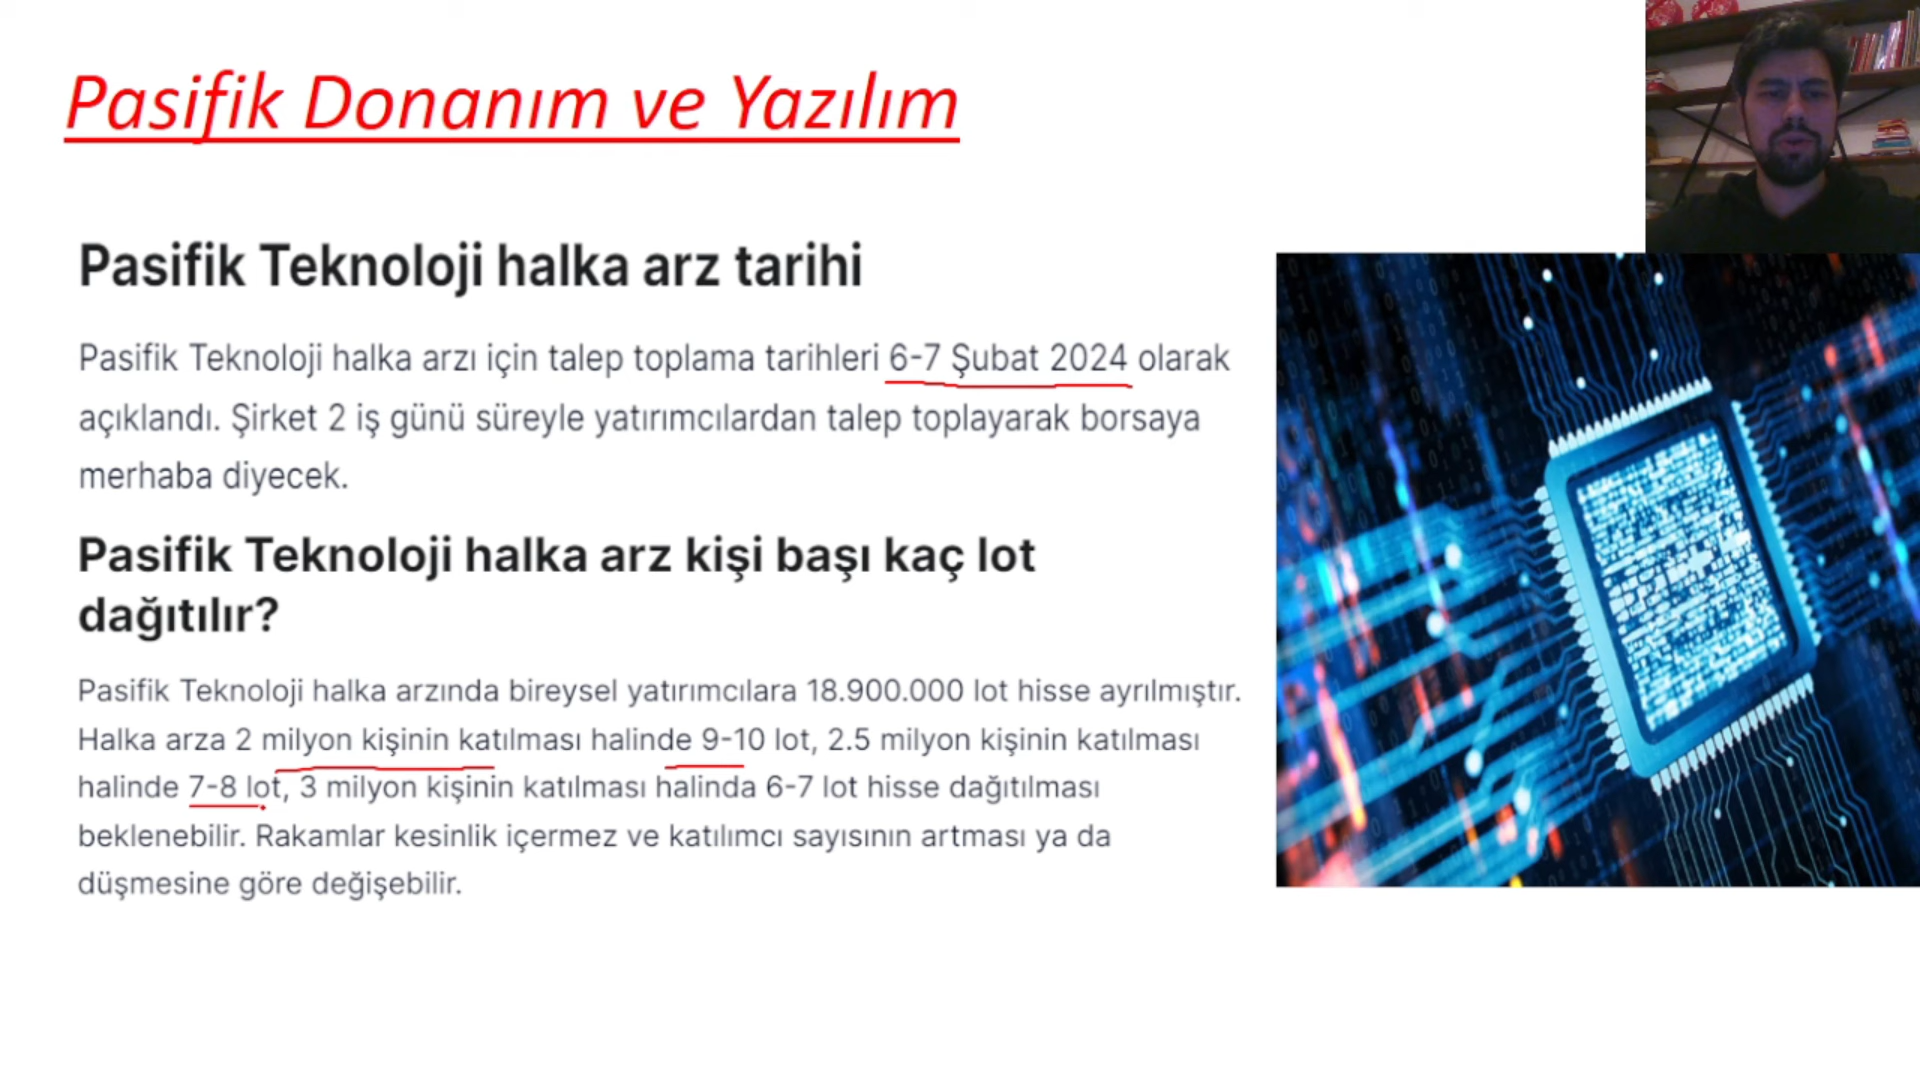 Pasifik Donanım ve Yazılım
Pasifik Teknoloji halka arz tarihi
Pasifik Teknoloji halka arzı için talep toplama tarihleri 6-7 Şubat 2024 olarak
açıklandı. Şirket 2 iş günü süreyle yatırımcılardan talep toplayarak borsaya
merhaba diyecek.
Pasifik Teknoloji halka arz kişi başı kaç lot
dağıtılır?
Pasifik Teknoloji halka arzında bireysel yatırımcılara 18.900.000 lot hisse ayrılmıştır.
Halka arza 2 milyon kişinin katılması halinde 9-10 lot, 2.5 milyon kişinin katılması
halinde 7-8 lot, 3 milyon kişinin katılması halinda 6-7 lot hisse dağıtılması
beklenebilir. Rakamlar kesinlik içermez ve katılımcı sayısının artması ya da
düşmesine göre değişebilir.